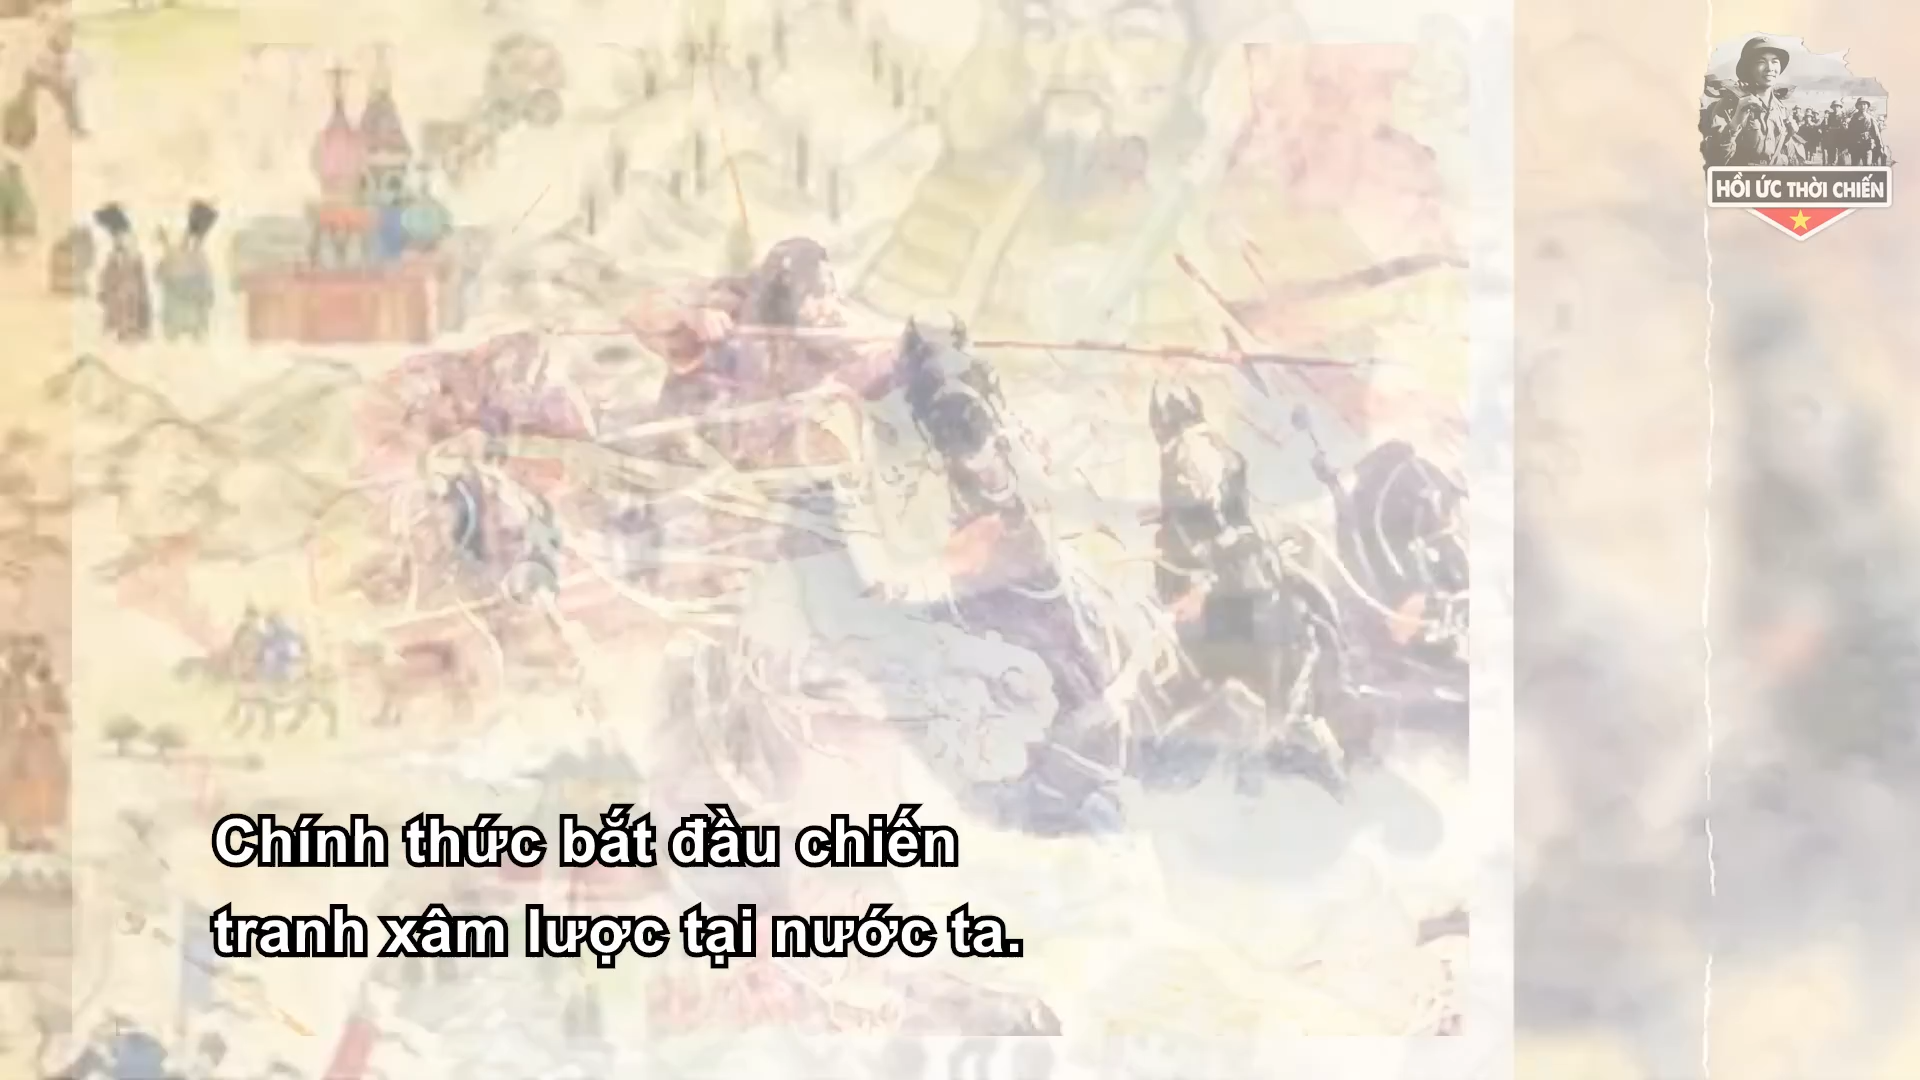 HỒI ỨC THỜI CHIẾN
Chính thức bắt đầu chiến
tranh xâm lược tại nước ta.